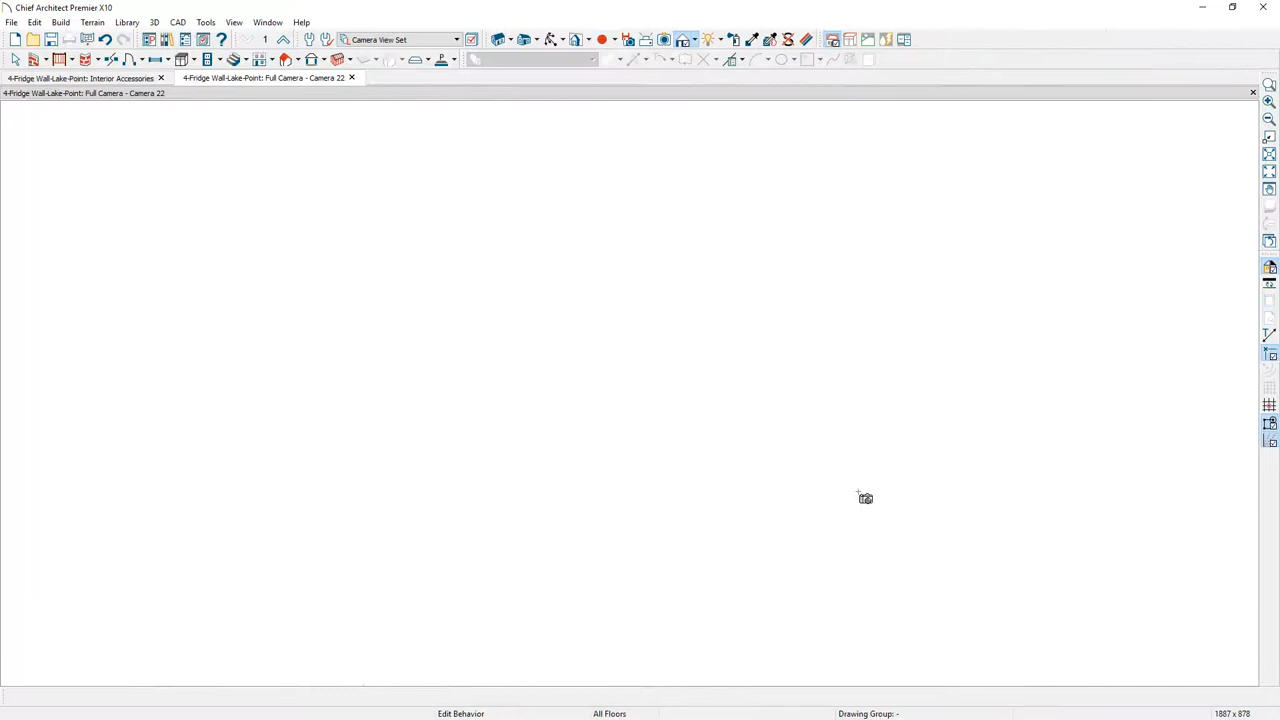 Chief Architect Premier X10
File Edit Build Terrain Library 3D CAD Tools View Window Help
1 Camera View Set
4-Fridge Wall-Lake-Point: Interior Accessories 4-Fridge Wall-Lake-Point: Full Camera - Camera 22
4-Fridge Wall-Lake-Point: Full Camera - Camera 22
Edit Behavior All Floors Drawing Group: - 1887 x 878